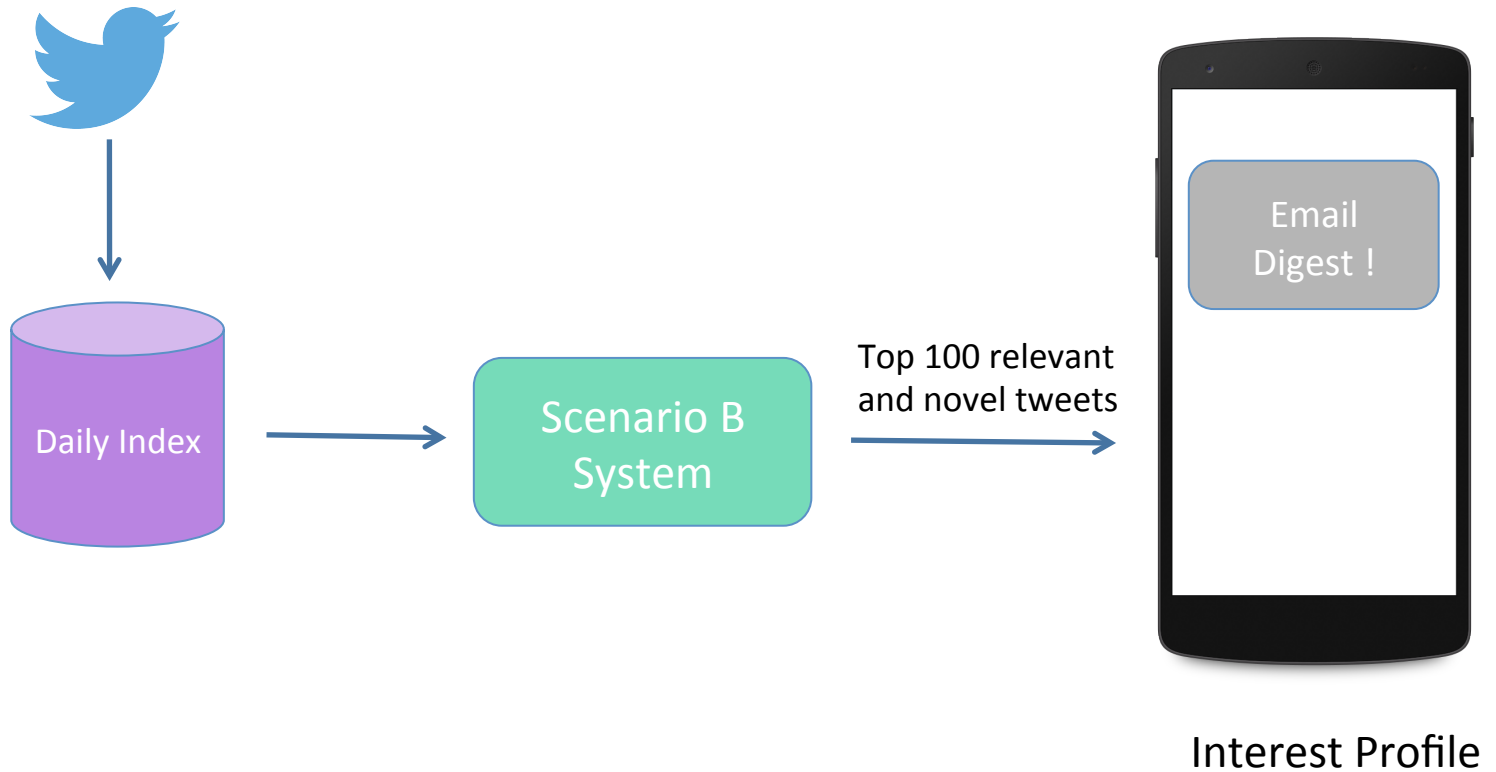 Daily Index
Scenario B
System
Top 100 relevant
and novel tweets
Email
Digest !
Interest Profile